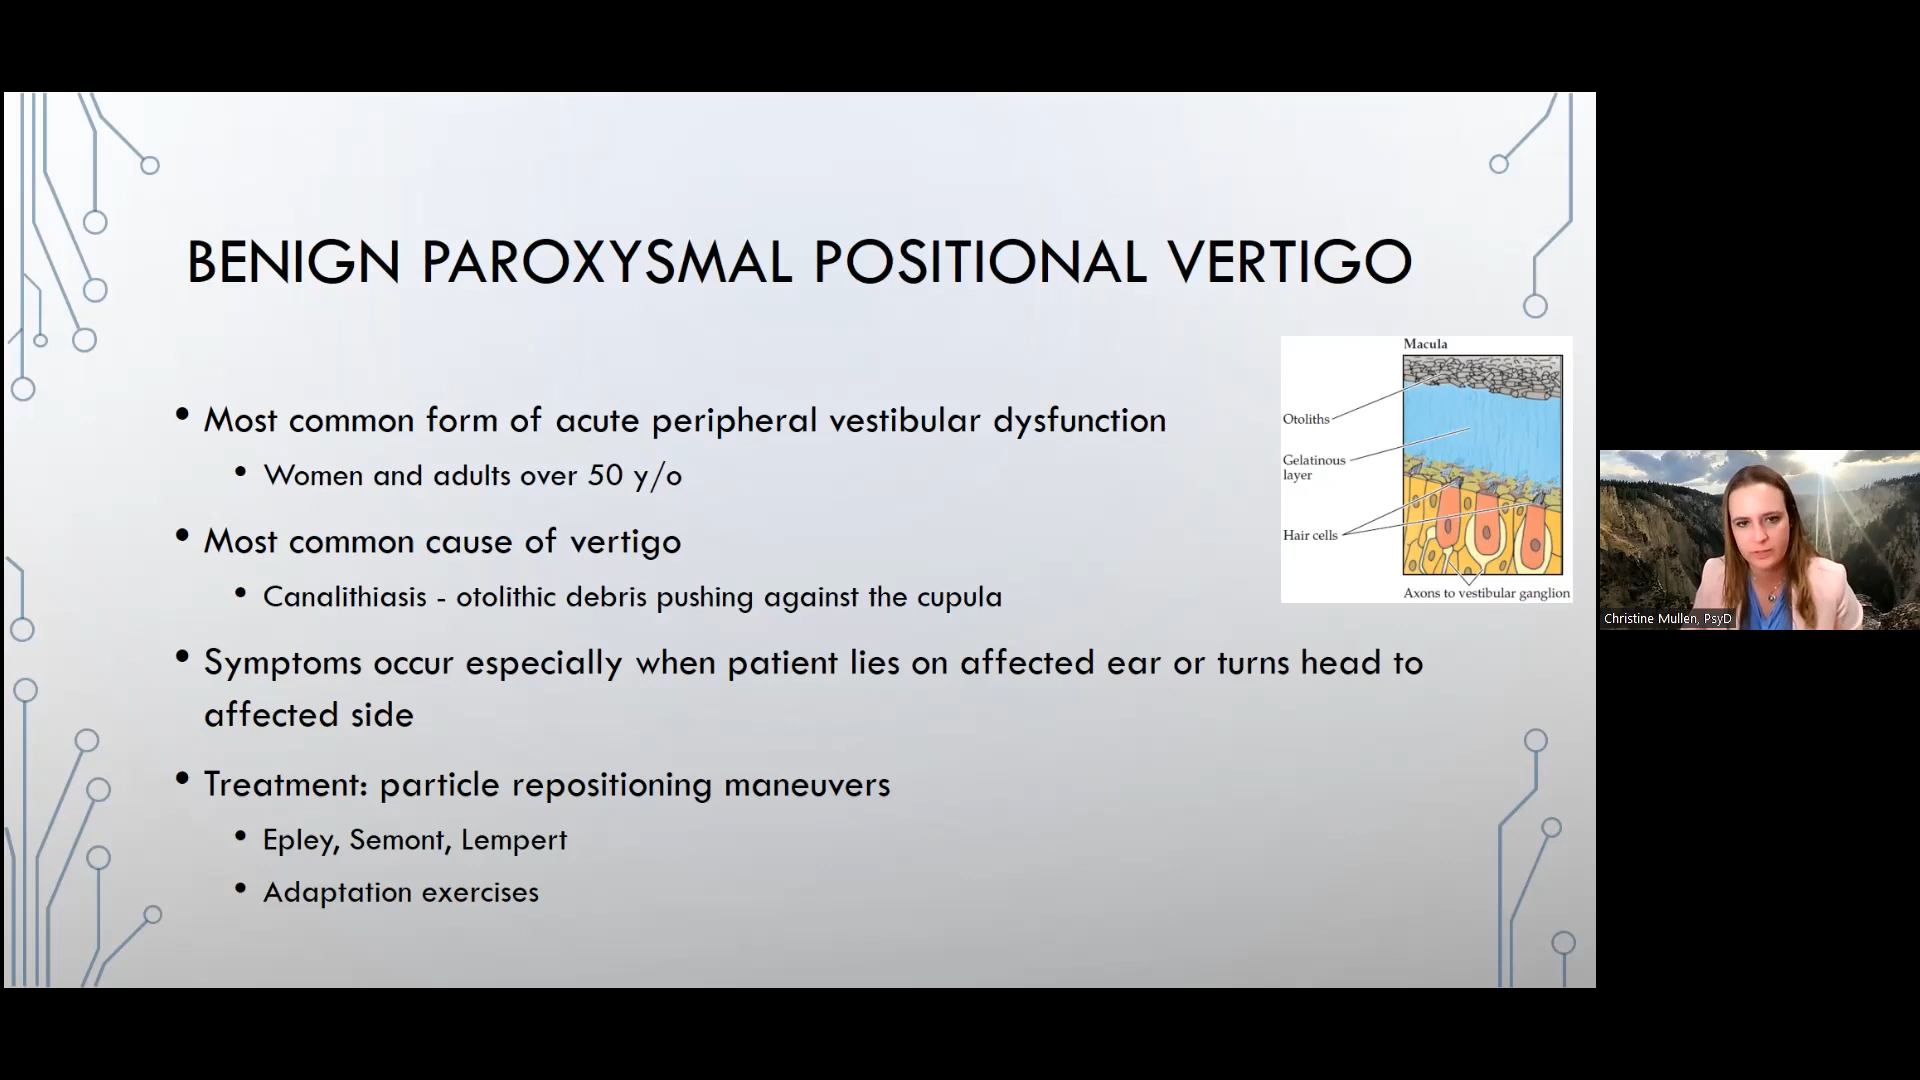 BENIGN PAROXYSMAL POSITIONAL VERTIGO
Most common form of acute peripheral vestibular dysfunction
Women and adults over 50 y/o
Most common cause of vertigo
Canalithiasis - otolithic debris pushing against the cupula
Symptoms occur especially when patient lies on affected ear or turns head to
affected side
Treatment: particle repositioning maneuvers
Epley, Semont, Lempert
Adaptation exercises
Macula
Otoliths
Gelatinous
layer
Hair cells
Axons to vestibular ganglion
Christine Mullen, PsyD